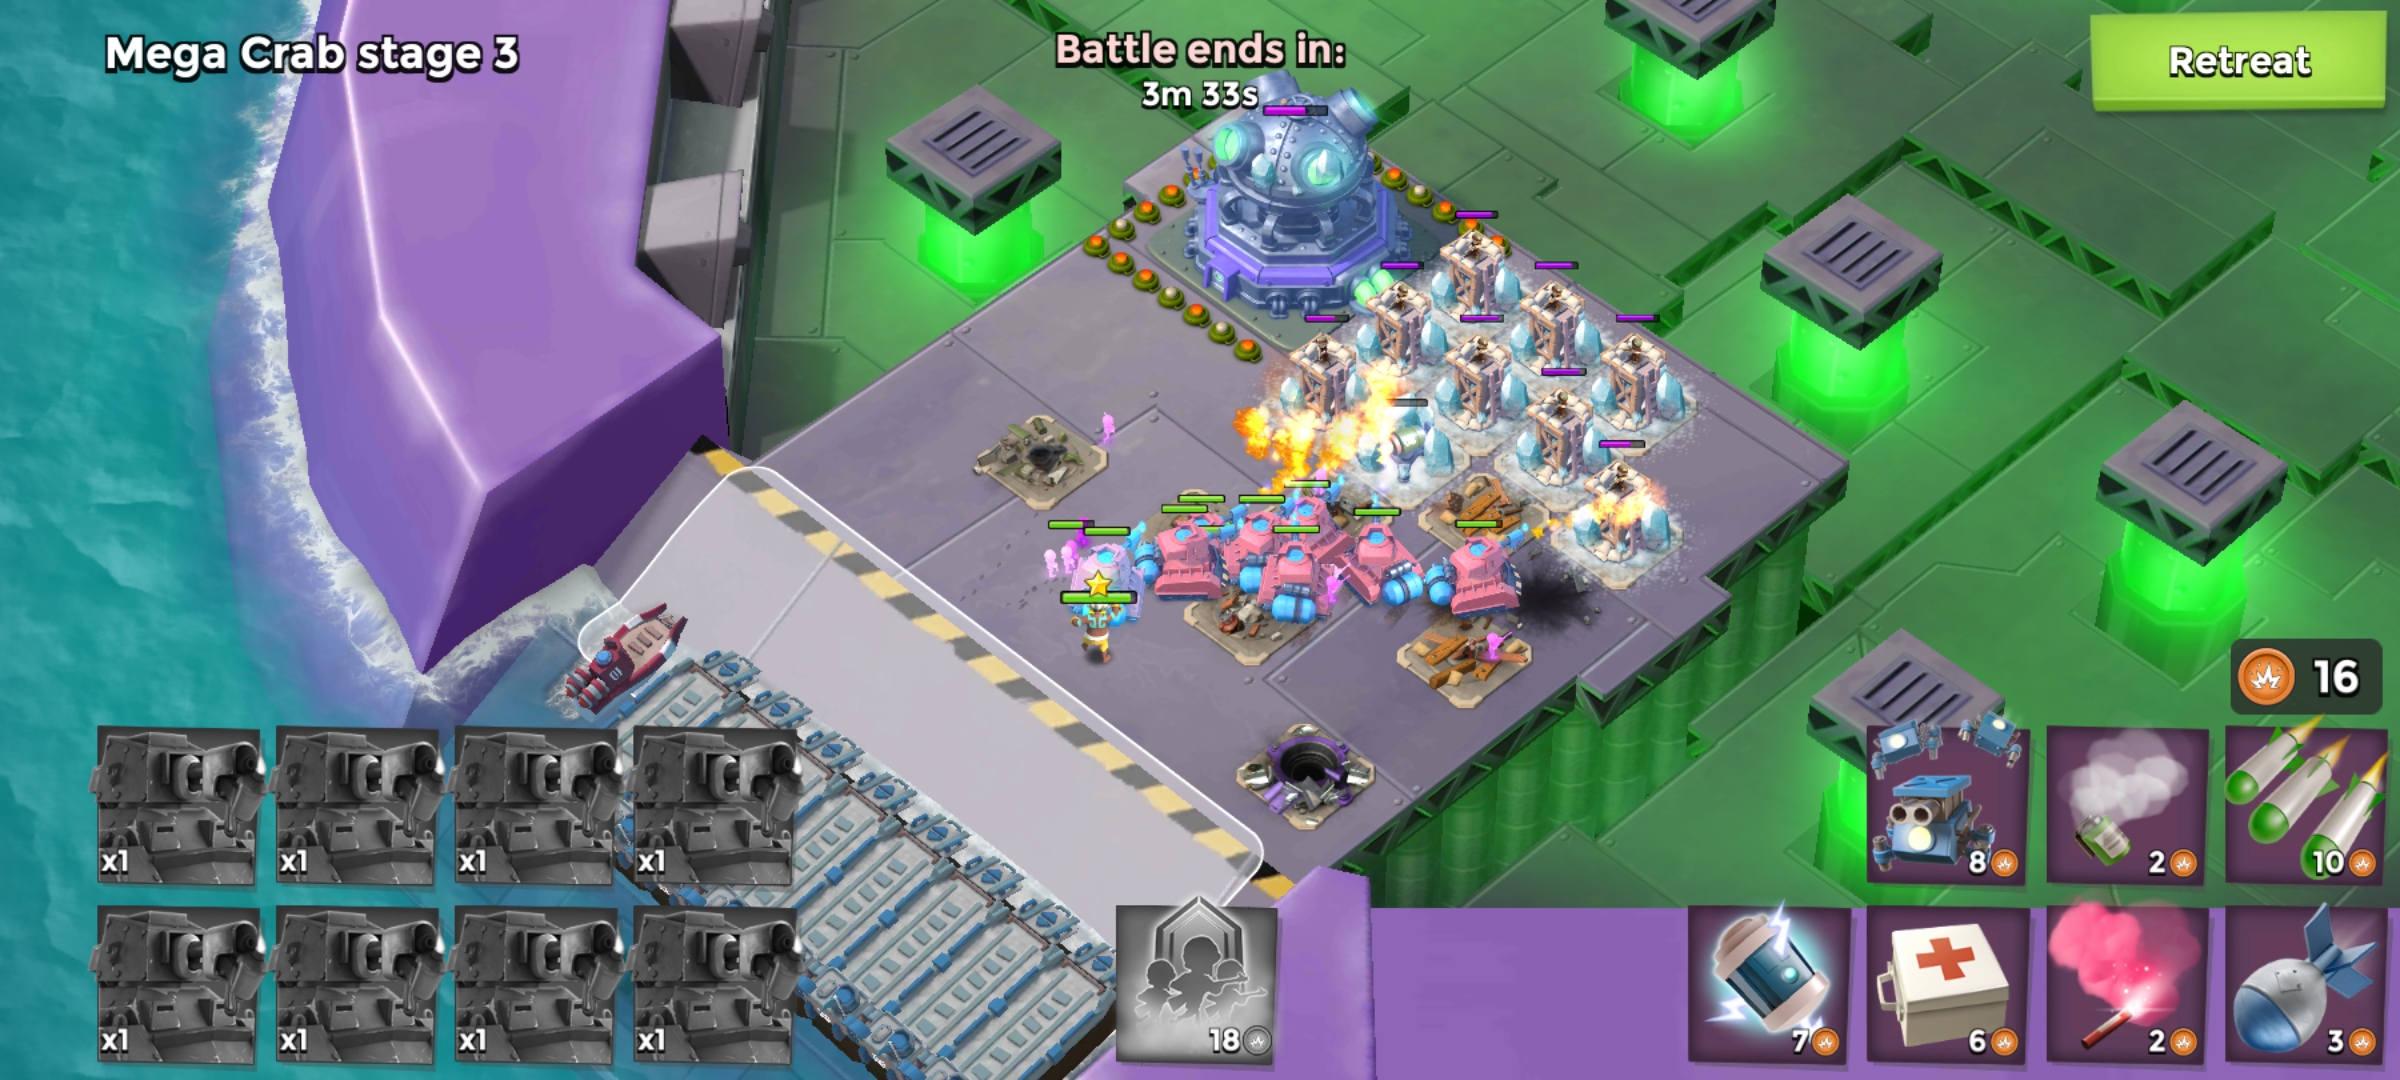 Mega Crab stage 3
Battle ends in:
3m 33s
Retreat
16
x1
x1
x1
x1
8
2
10
x1
x1
x1
x1
18
7
6
2
3